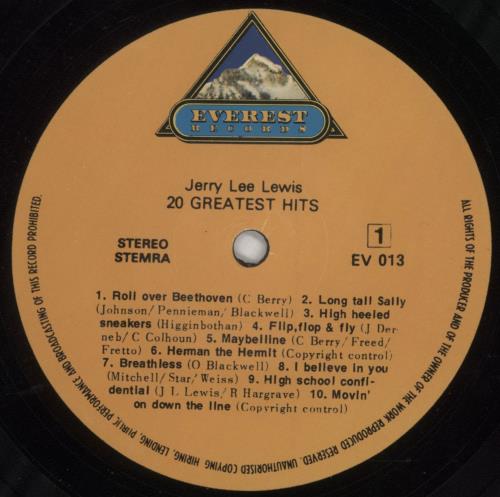 EVEREST
RECORDS
Jerry Lee Lewis
20 GREATEST HITS
STEREO
STEMRA
1
EV 013
1. Roll over Beethoven (C Berry) 2. Long tall Sally
(Johnson/Pennieman/Blackwell) 3. High heeled
sneakers (Higginbothan) 4. Flip,flop & fly (J Der-
neb/C Colhoun) 5. Maybelline (C Berry/Freed/
Fretto) 6. Herman the Hermit (Copyright control)
7. Breathless (O Blackwell) 8. I believe in you
(Mitchell/Star/Weiss) 9. High school confi-
dential (J L Lewis/R Hargrave) 10. Movin'
on down the line (Copyright control)
ALL RIGHTS OF THE PRODUCER AND OF THE OWNER OF THE WORK REPRODUCED RESERVED. UNAUTHORISED COPYING HIRING, LENDING, PUBLIC PERFORMANCE AND BROADCASTING OF THIS RECORD PROHIBITED.